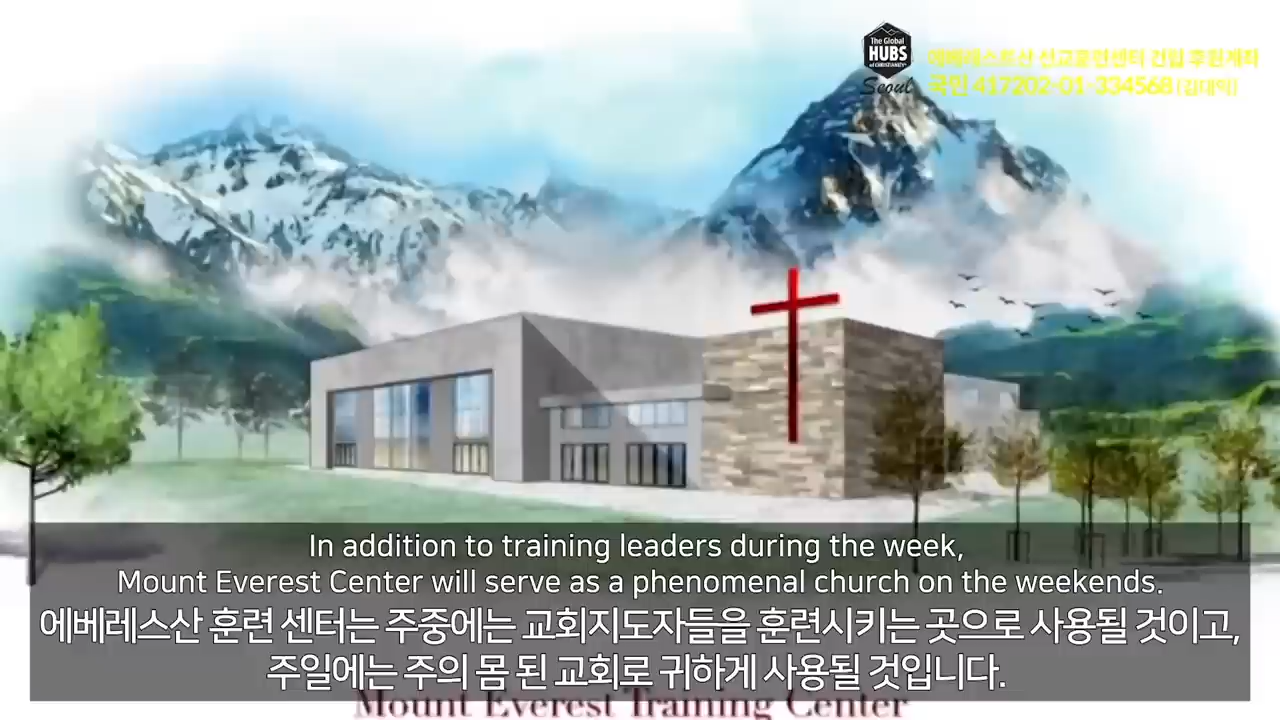 The Global
HUBS
of CHRISTIANITY
Seoul
에베레스트산 선교훈련센터 건립 후원계좌
국민 417202-01-334568 (김대억)
In addition to training leaders during the week,
Mount Everest Center will serve as a phenomenal church on the weekends.
에베레스산 훈련 센터는 주중에는 교회지도자들을 훈련시키는 곳으로 사용될 것이고,
주일에는 주의 몸 된 교회로 귀하게 사용될 것입니다.
Mount Everest Training Center